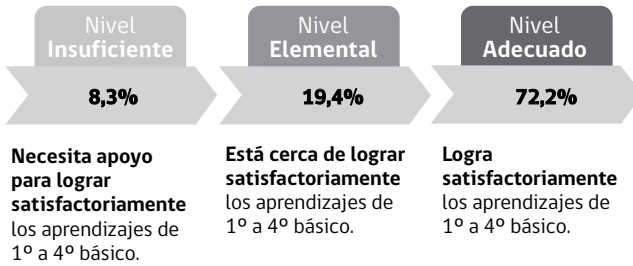 Nivel
Insuficiente
8,3%
Necesita apoyo
para lograr
satisfactoriamente
los aprendizajes de
1º a 4º básico.
Nivel
Elemental
19,4%
Está cerca de lograr
satisfactoriamente
los aprendizajes de
1º a 4º básico.
Nivel
Adecuado
72,2%
Logra
satisfactoriamente
los aprendizajes de
1º a 4º básico.